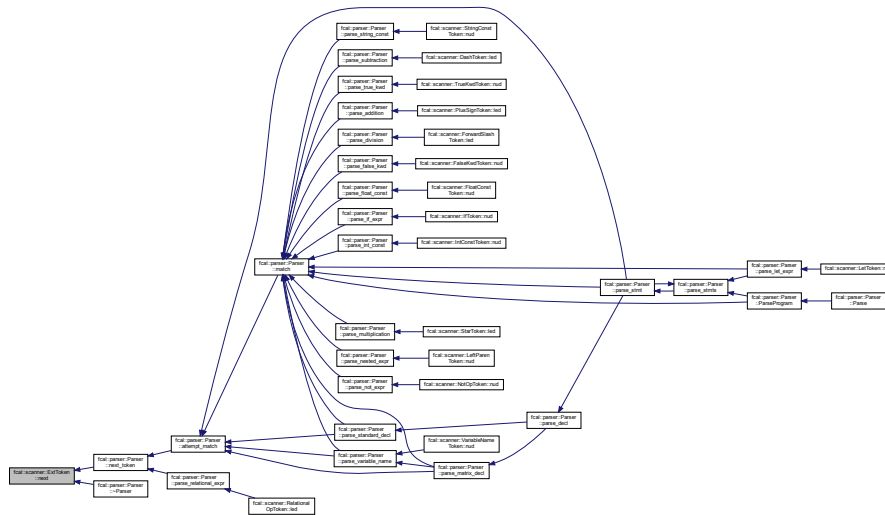 fcal::scanner::StringConst
Token::nud
fcal::parser::Parser
::parse_string_const
fcal::scanner::DashToken::led
fcal::parser::Parser
::parse_subtraction
fcal::scanner::TrueKwdToken::nud
fcal::parser::Parser
::parse_true_kwd
fcal::scanner::PlusSignToken::led
fcal::parser::Parser
::parse_addition
fcal::scanner::ForwardSlash
Token::led
fcal::parser::Parser
::parse_division
fcal::scanner::FalseKwdToken::nud
fcal::parser::Parser
::parse_false_kwd
fcal::scanner::FloatConst
Token::nud
fcal::parser::Parser
::parse_float_const
fcal::scanner::IfToken::nud
fcal::parser::Parser
::parse_if_expr
fcal::scanner::IntConstToken::nud
fcal::parser::Parser
::parse_int_const
fcal::parser::Parser
::match
fcal::parser::Parser
::parse_let_expr
fcal::scanner::LetToken::n
fcal::parser::Parser
::parse_stmt
fcal::parser::Parser
::parse_stmts
fcal::parser::Parser
::ParseProgram
fcal::parser::Parser
::Parse
fcal::parser::Parser
::parse_multiplication
fcal::scanner::StarToken::led
fcal::parser::Parser
::parse_nested_expr
fcal::scanner::LeftParen
Token::nud
fcal::parser::Parser
::parse_not_expr
fcal::scanner::NotOpToken::nud
fcal::parser::Parser
::parse_decl
fcal::parser::Parser
::parse_standard_decl
fcal::parser::Parser
::attempt_match
fcal::scanner::VariableName
Token::nud
fcal::parser::Parser
::parse_variable_name
fcal::parser::Parser
::parse_matrix_decl
fcal::parser::Parser
::next_token
fcal::scanner::ExtToken
::next
fcal::parser::Parser
::parse_relational_expr
fcal::parser::Parser
::~Parser
fcal::scanner::Relational
OpToken::led